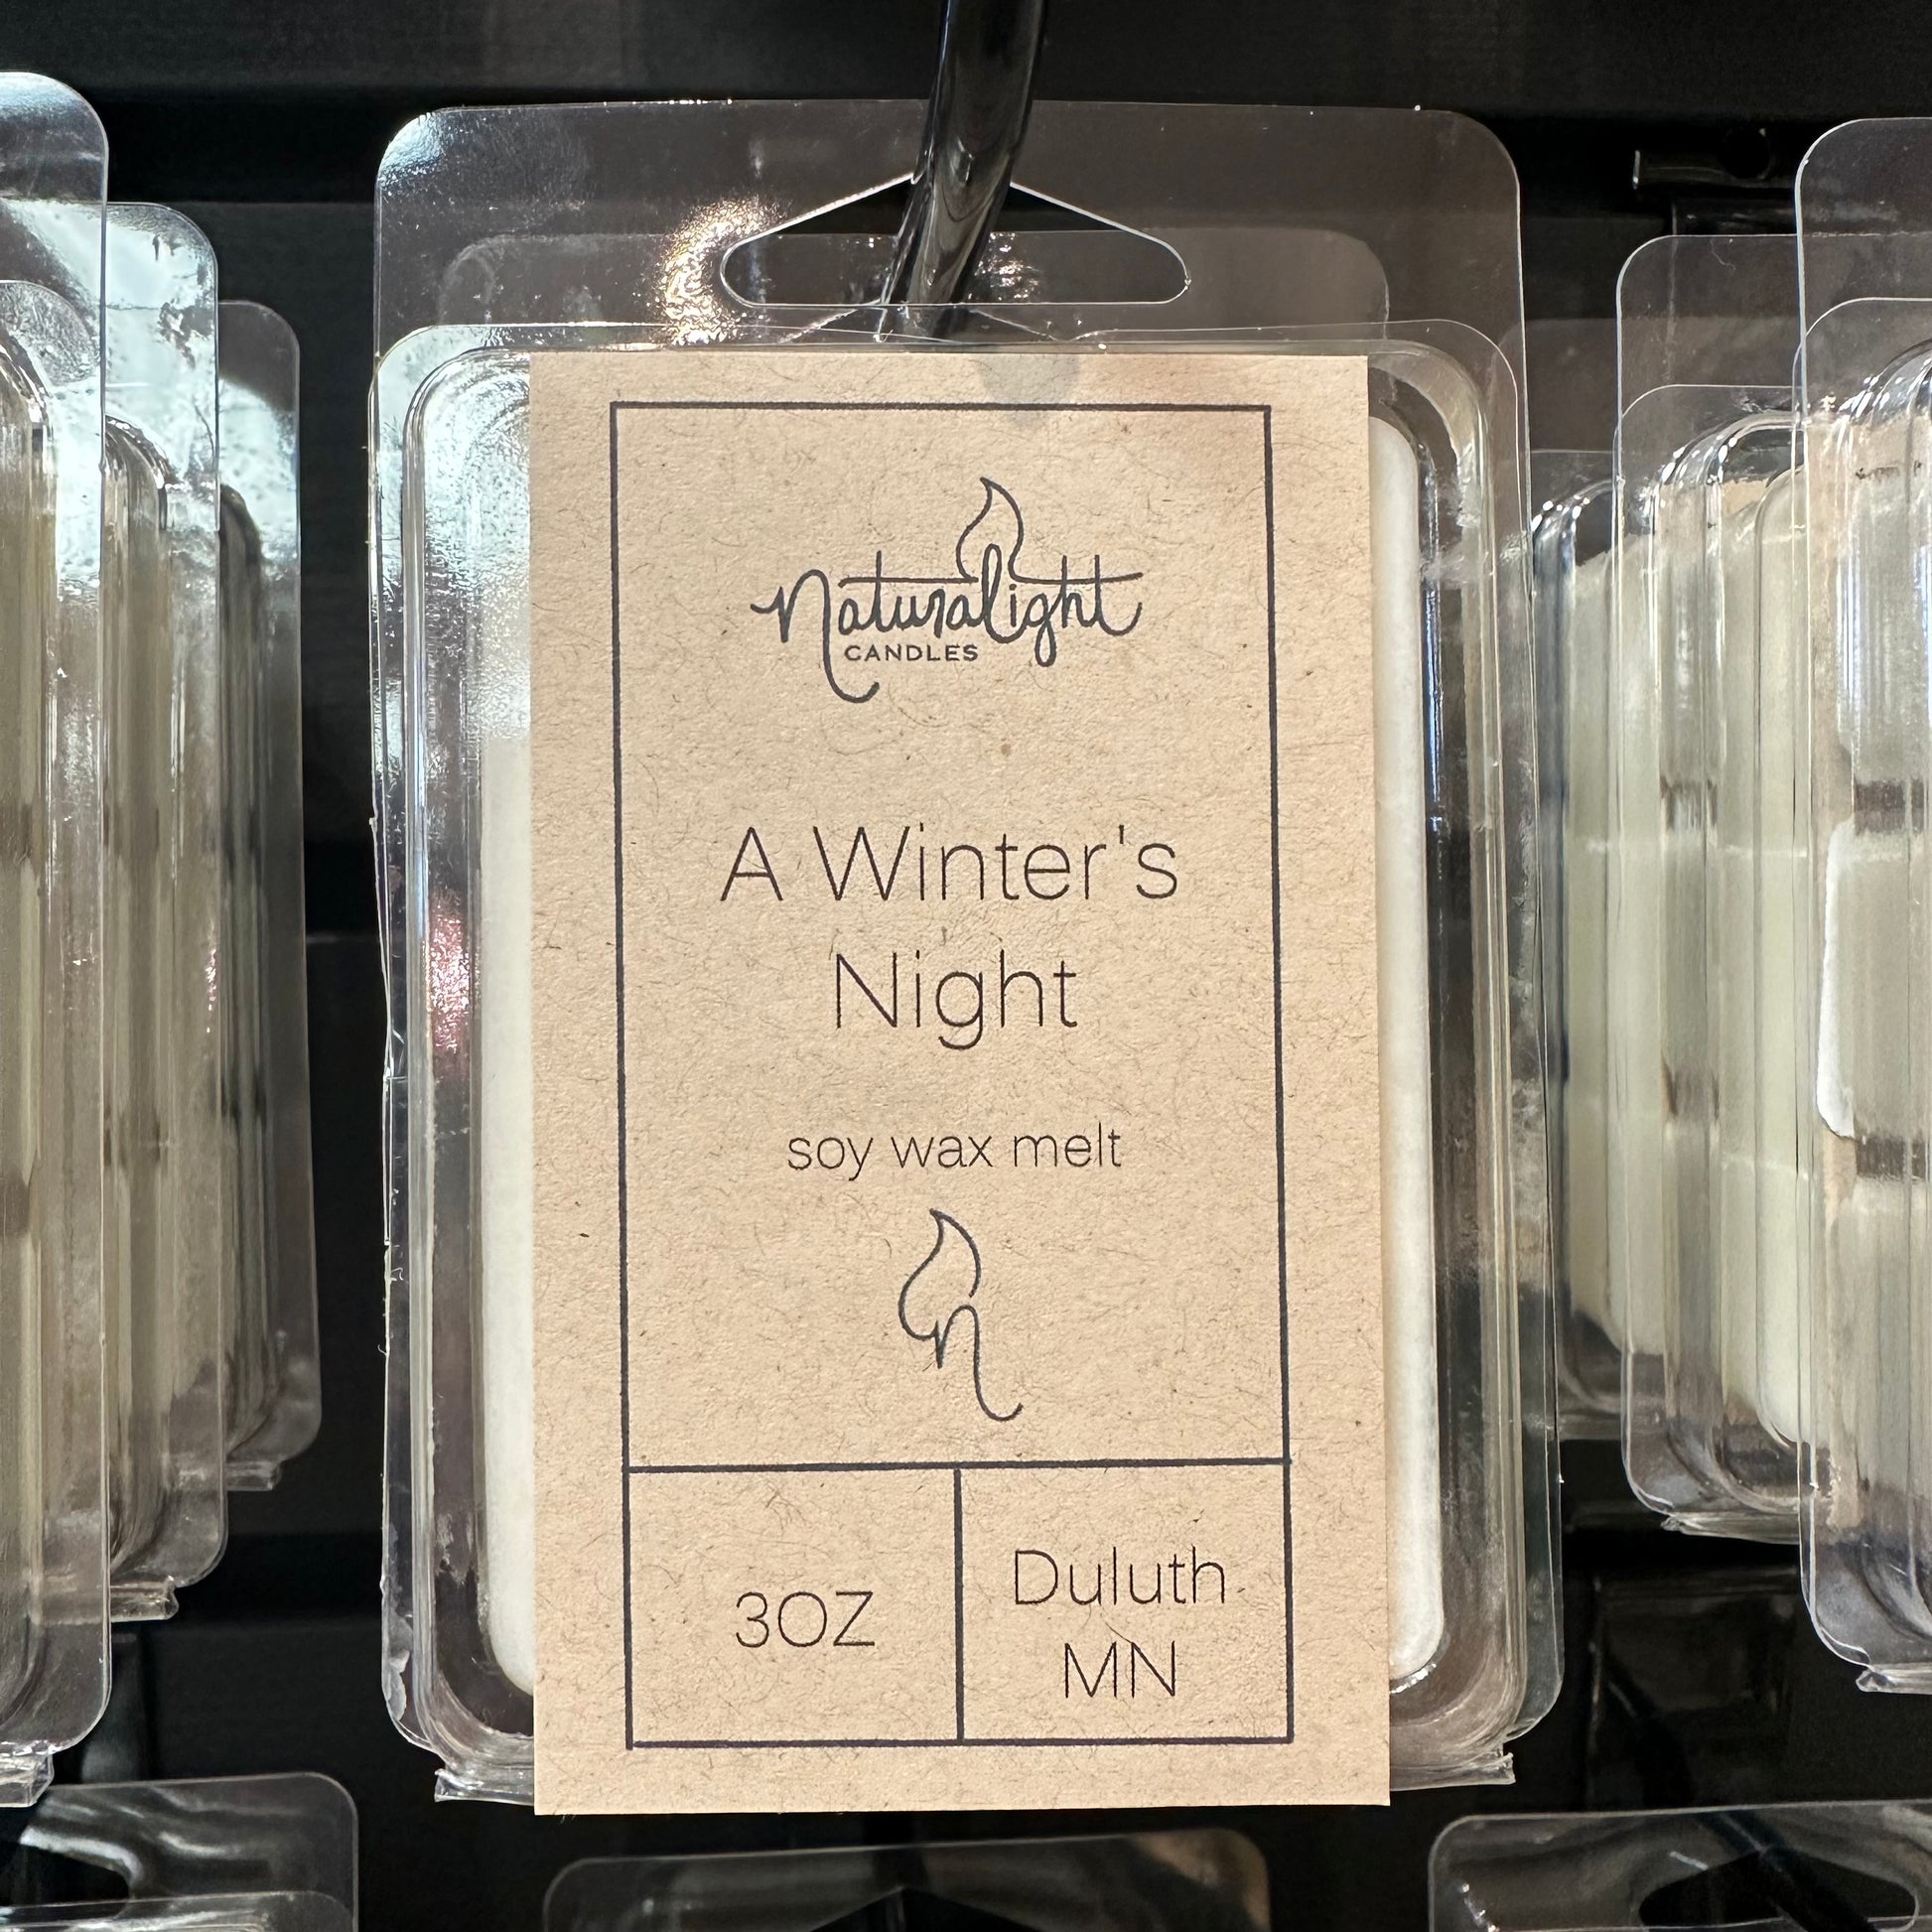 Naturalight
CANDLES
A Winter's
Night
soy wax melt
n
3OZ
Duluth
MN